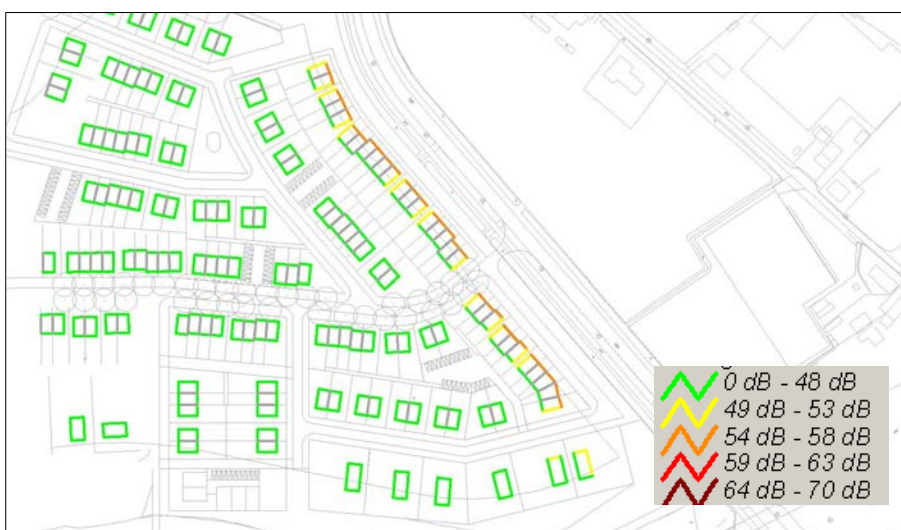 0 dB - 48 dB
49 dB - 53 dB
54 dB - 58 dB
59 dB - 63 dB
64 dB - 70 dB